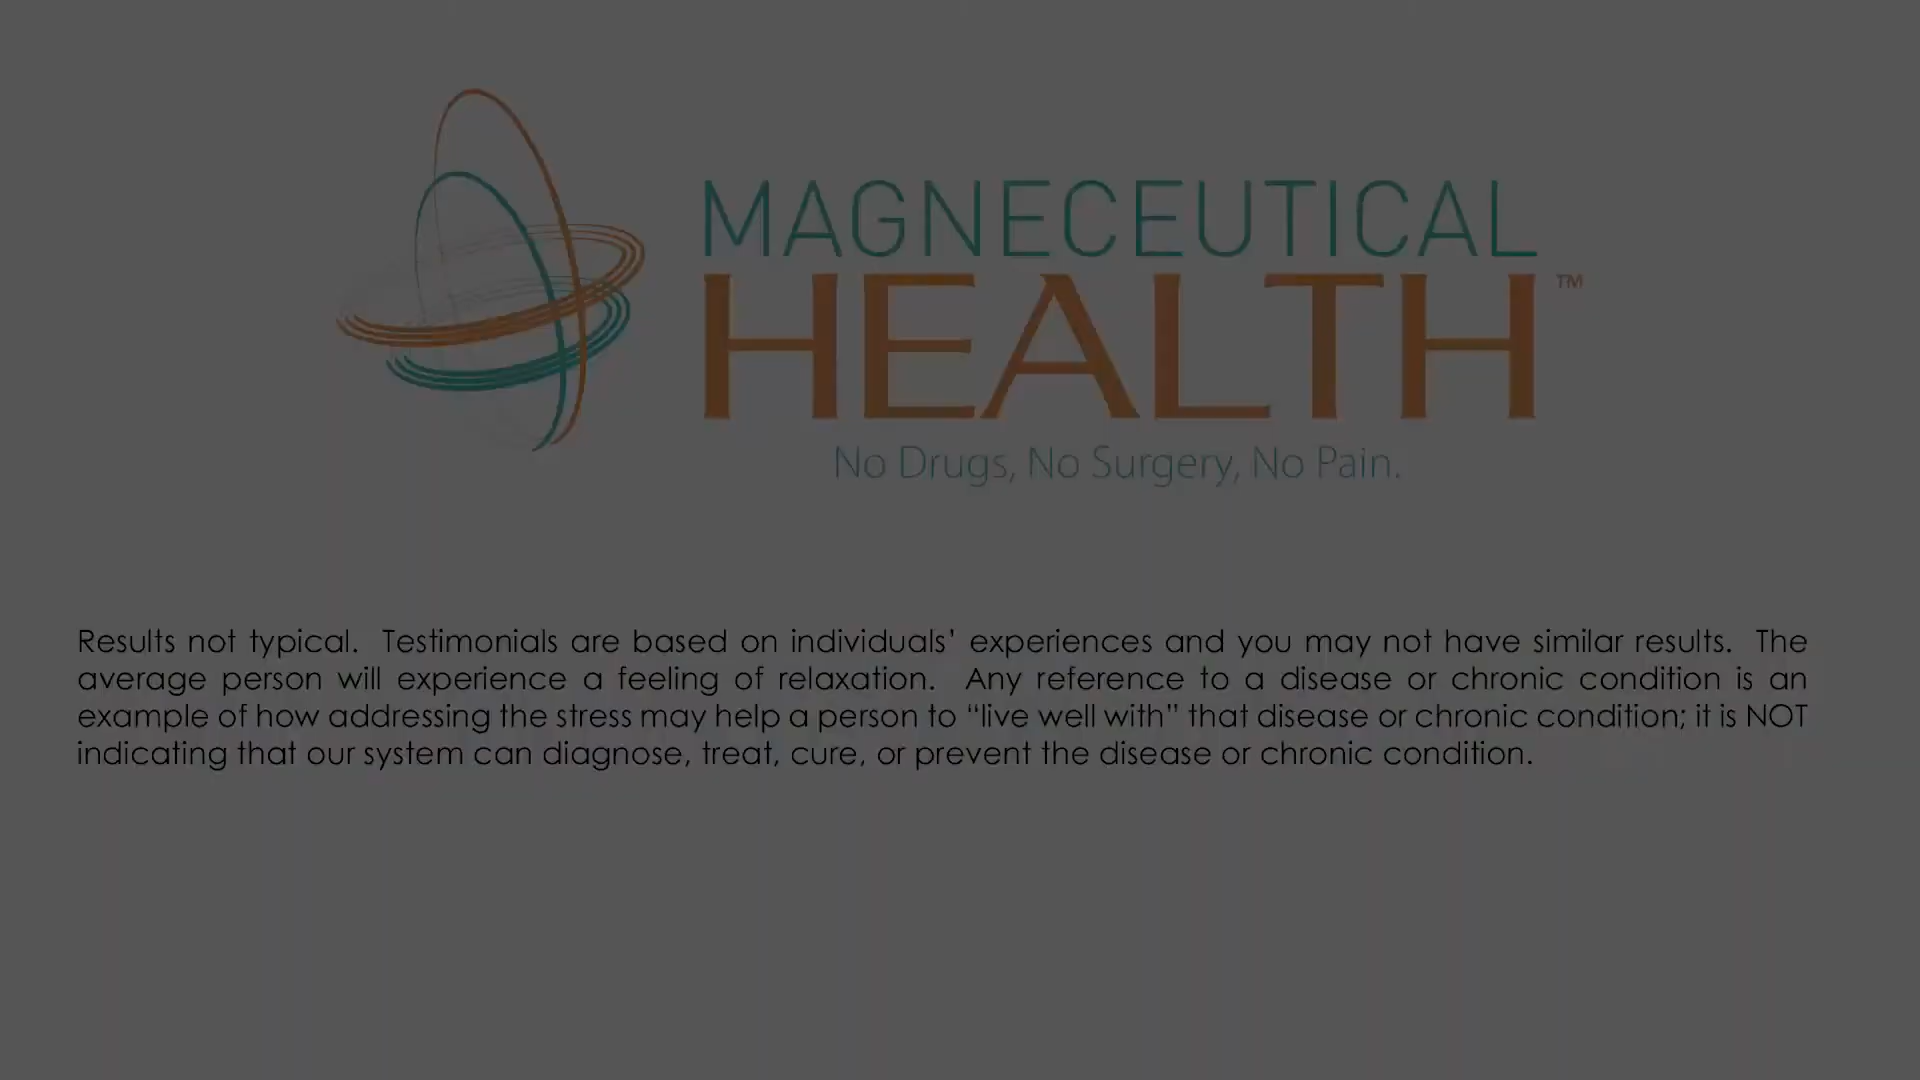 MAGNECEUTICAL
HEALTH™
No Drugs, No Surgery, No Pain.
Results not typical.  Testimonials are based on individuals’ experiences and you may not have similar results.  The
average person will experience a feeling of relaxation.  Any reference to a disease or chronic condition is an
example of how addressing the stress may help a person to “live well with” that disease or chronic condition; it is NOT
indicating that our system can diagnose, treat, cure, or prevent the disease or chronic condition.